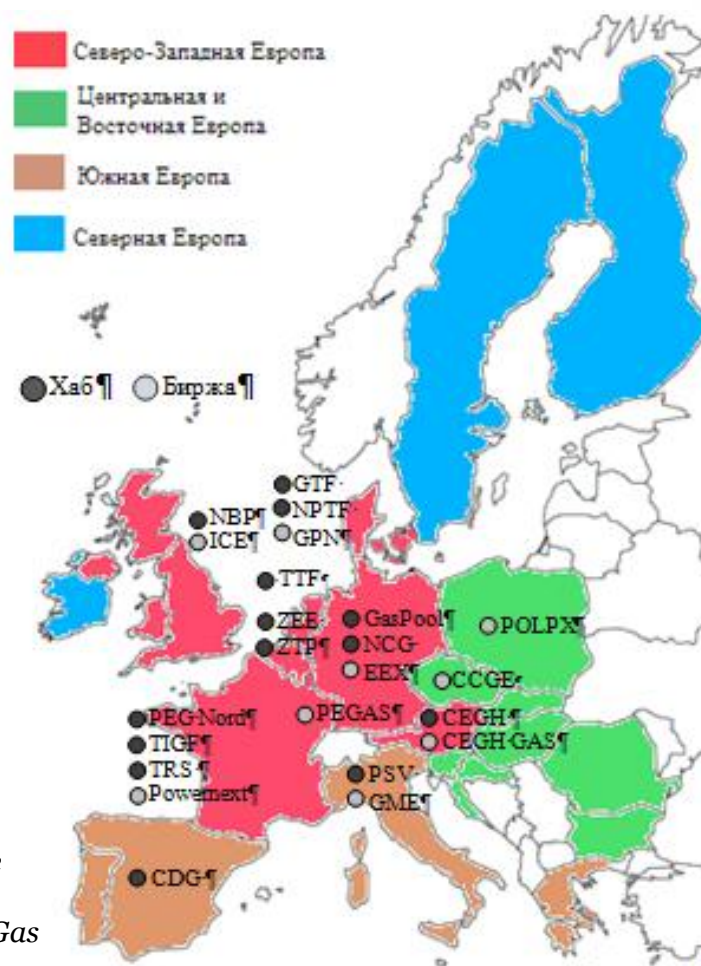 Северо-Западная Европа
Центральная и
Восточная Европа
Южная Европа
Северная Европа
Хаб¶ Биржа¶
GTF·
NPTF·
GPN¶
NBP¶
ICE¶
TTF·
ZEE·
ZTP¶
GasPool¶
NCG·
EEX¶
POLPX¶
CCGE·
PEGAS¶
CEGH·¶
CEGH·GAS¶
PEG·Nord¶
TIGF¶
TRS·¶
Powernext¶
PSV·
GME¶
CDG·¶
Gas